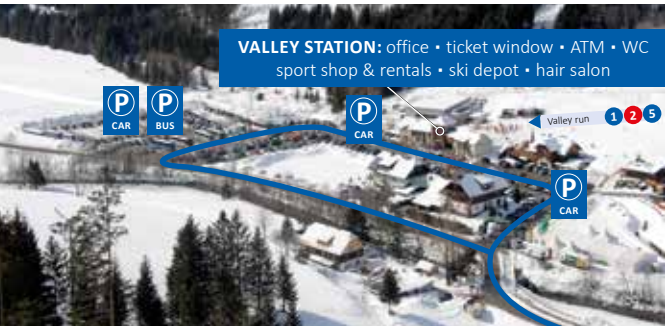 VALLEY STATION: office • ticket window • ATM • WC
sport shop & rentals • ski depot • hair salon
P
CAR
P
BUS
P
CAR
Valley run 1 2 5
P
CAR